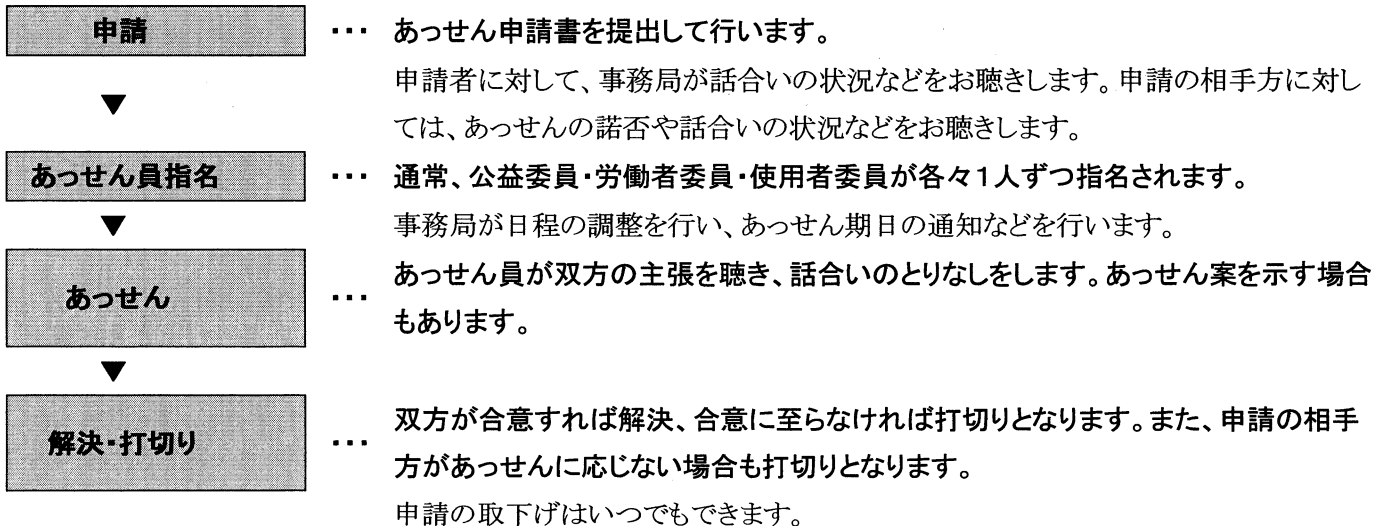 申請 ・・・ あっせん申請書を提出して行います。
申請者に対して、事務局が話合いの状況などをお聴きします。申請の相手方に対し
ては、あっせんの諾否や話合いの状況などをお聴きします。
▼
あっせん員指名 ・・・ 通常、公益委員・労働者委員・使用者委員が各々1人ずつ指名されます。
▼
事務局が日程の調整を行い、あっせん期日の通知などを行います。
あっせん ・・・ あっせん員が双方の主張を聴き、話合いのとりなしをします。あっせん案を示す場合
もあります。
▼
解決・打切り ・・・ 双方が合意すれば解決、合意に至らなければ打切りとなります。また、申請の相手
方があっせんに応じない場合も打切りとなります。
申請の取下げはいつでもできます。